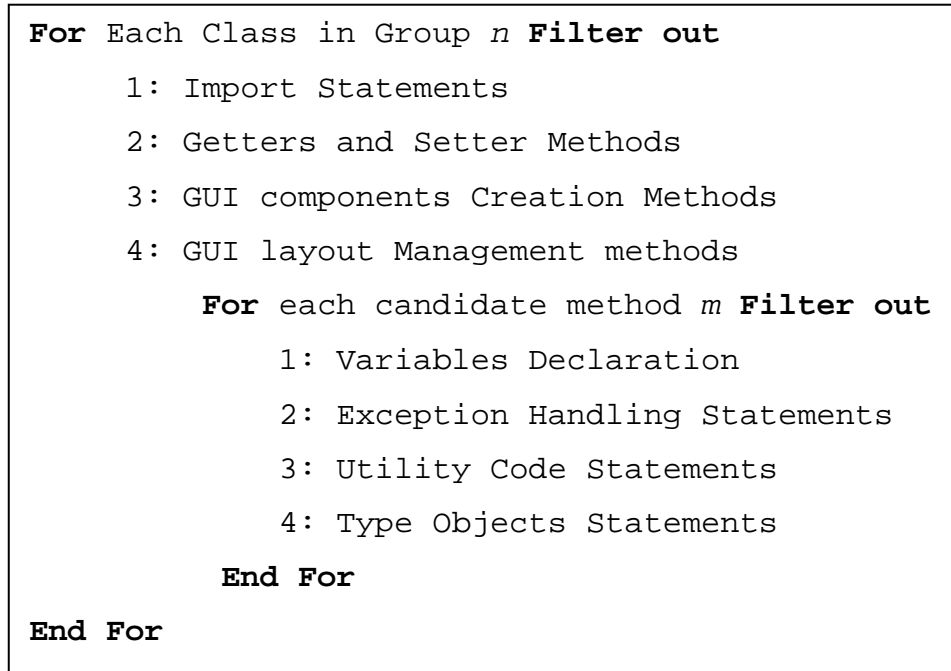 For Each Class in Group n Filter out
1: Import Statements
2: Getters and Setter Methods
3: GUI components Creation Methods
4: GUI layout Management methods
For each candidate method m Filter out
1: Variables Declaration
2: Exception Handling Statements
3: Utility Code Statements
4: Type Objects Statements
End For
End For